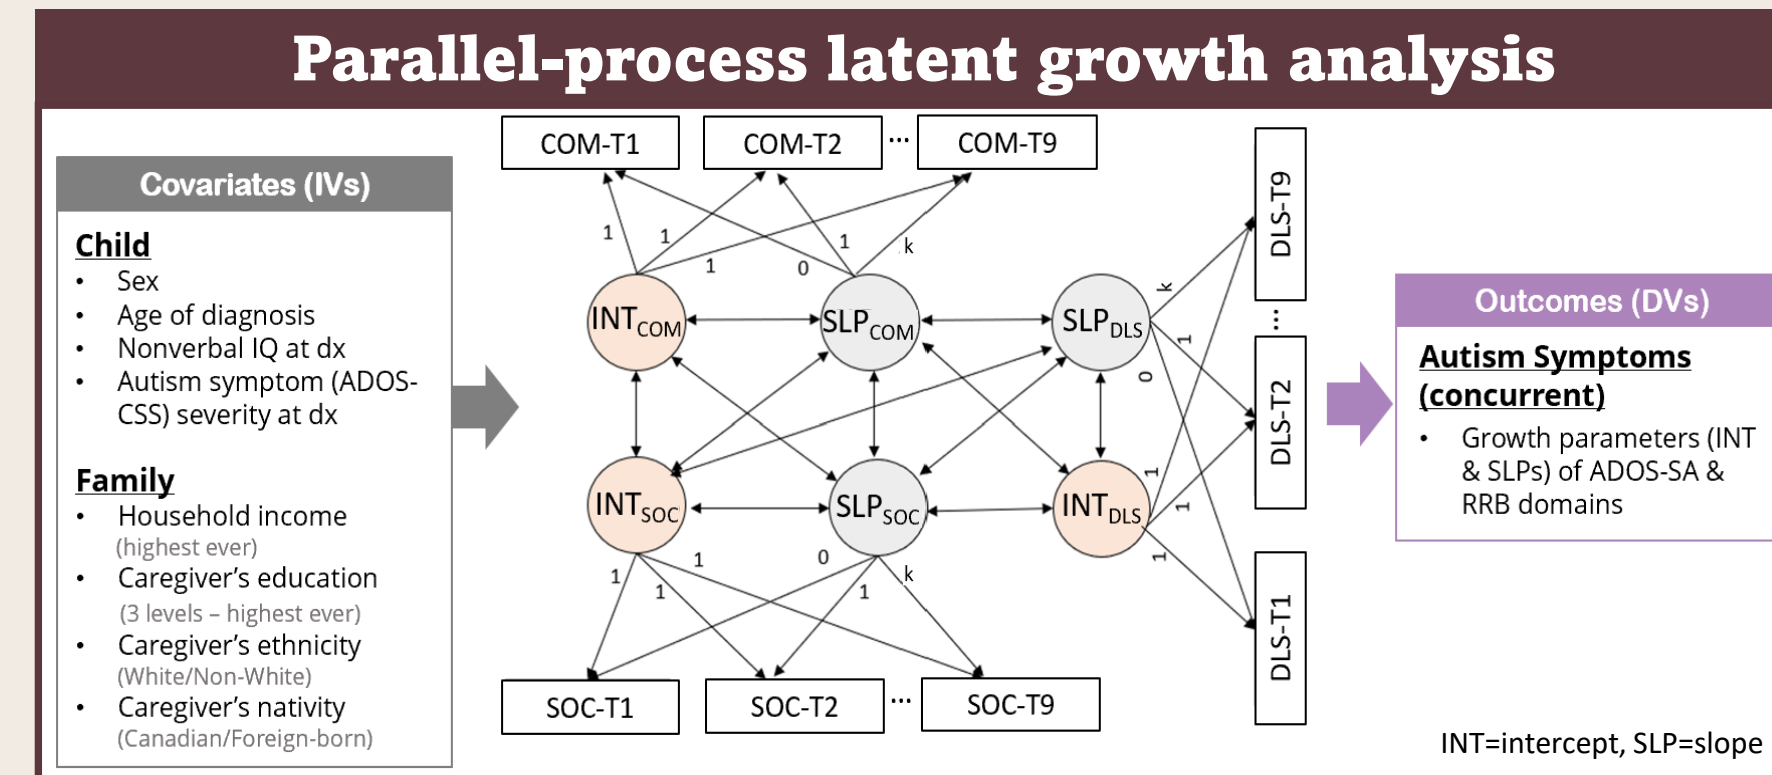 Parallel-process latent growth analysis
Covariates (IVs)
Child
• Sex
• Age of diagnosis
• Nonverbal IQ at dx
• Autism symptom (ADOS-
CSS) severity at dx
Family
• Household income
(highest ever)
• Caregiver’s education
(3 levels – highest ever)
• Caregiver’s ethnicity
(White/Non-White)
• Caregiver’s nativity
(Canadian/Foreign-born)
COM-T1
COM-T2
...
COM-T9
1
1
1
0
1
k
INTCOM
SLPCOM
SLPDLS
INTSOC
SLPSOC
INTDLS
1
1
1
0
1
k
SOC-T1
SOC-T2
...
SOC-T9
k
1
0
1
1
1
DLS-T9
...
DLS-T2
DLS-T1
Outcomes (DVs)
Autism Symptoms
(concurrent)
• Growth parameters (INT
& SLPs) of ADOS-SA &
RRB domains
INT=intercept, SLP=slope